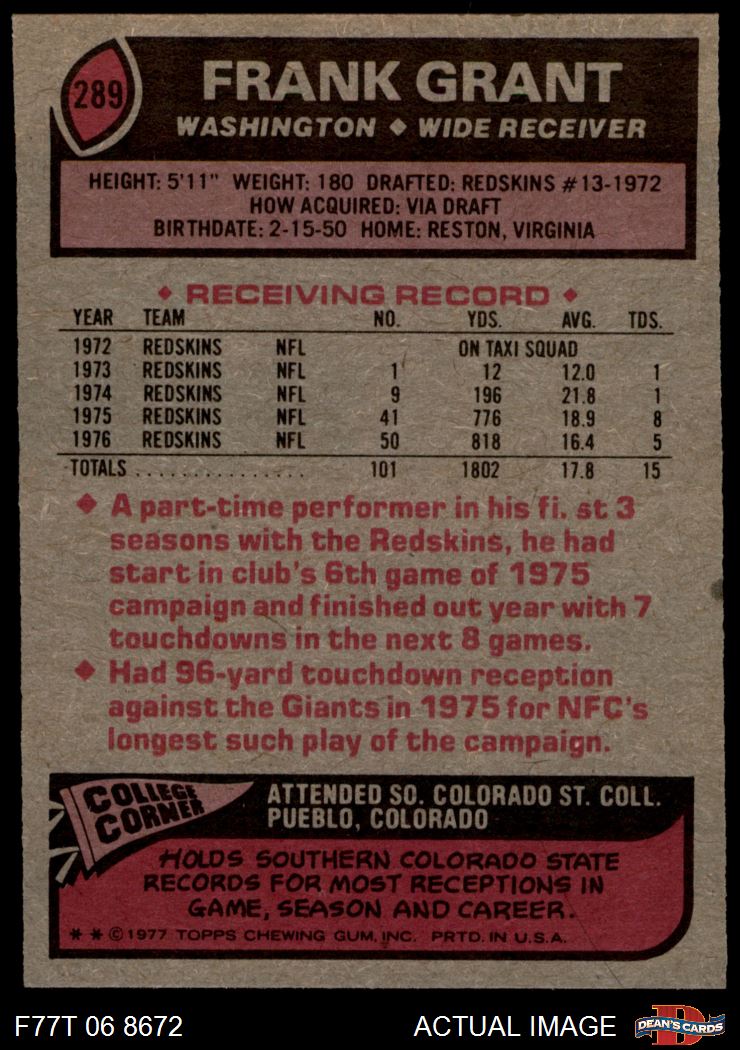 289
FRANK GRANT
WASHINGTON ◆ WIDE RECEIVER
HEIGHT: 5'11" WEIGHT: 180 DRAFTED: REDSKINS #13-1972
HOW ACQUIRED: VIA DRAFT
BIRTHDATE: 2-15-50 HOME: RESTON, VIRGINIA
◆ RECEIVING RECORD ◆
YEAR TEAM NO. YDS. AVG. TDS.
1972 REDSKINS NFL ON TAXI SQUAD
1973 REDSKINS NFL 1 12 12.0 1
1974 REDSKINS NFL 9 196 21.8 1
1975 REDSKINS NFL 41 776 18.9 8
1976 REDSKINS NFL 50 818 16.4 5
TOTALS ................ 101 1802 17.8 15
◆ A part-time performer in his fi. st 3
seasons with the Redskins, he had
start in club's 6th game of 1975
campaign and finished out year with 7
touchdowns in the next 8 games.
◆ Had 96-yard touchdown reception
against the Giants in 1975 for NFC's
longest such play of the campaign.
COLLEGE
CORNER
ATTENDED SO. COLORADO ST. COLL.
PUEBLO, COLORADO
HOLDS SOUTHERN COLORADO STATE
RECORDS FOR MOST RECEPTIONS IN
GAME, SEASON AND CAREER.
* * © 1977 TOPPS CHEWING GUM, INC. PRTD. IN U.S.A.
F77T 06 8672 ACTUAL IMAGE
D
DEAN'S CARDS